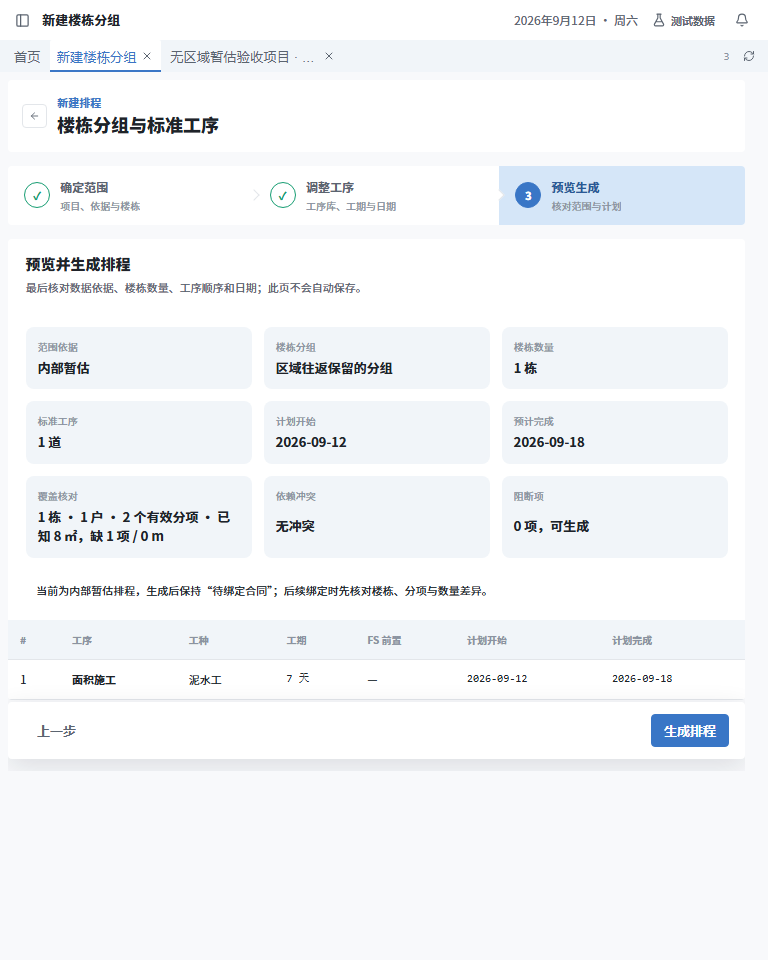 新建楼栋分组
2026年9月12日 • 周六
测试数据
首页
新建楼栋分组
无区域暂估验收项目 · ...
3
新建排程
楼栋分组与标准工序
确定范围
项目、依据与楼栋
调整工序
工序库、工期与日期
3
预览生成
核对范围与计划
预览并生成排程
最后核对数据依据、楼栋数量、工序顺序和日期；此页不会自动保存。
范围依据
内部暂估
楼栋分组
区域往返保留的分组
楼栋数量
1 栋
标准工序
1 道
计划开始
2026-09-12
预计完成
2026-09-18
覆盖核对
1 栋 • 1 户 • 2 个有效分项 • 已
知 8 ㎡，缺 1 项 / 0 m
依赖冲突
无冲突
阻断项
0 项，可生成
当前为内部暂估排程，生成后保持“待绑定合同”；后续绑定时先核对楼栋、分项与数量差异。
# 工序 工种 工期 FS 前置 计划开始 计划完成
1 面积施工 泥水工 7 天 — 2026-09-12 2026-09-18
上一步
生成排程